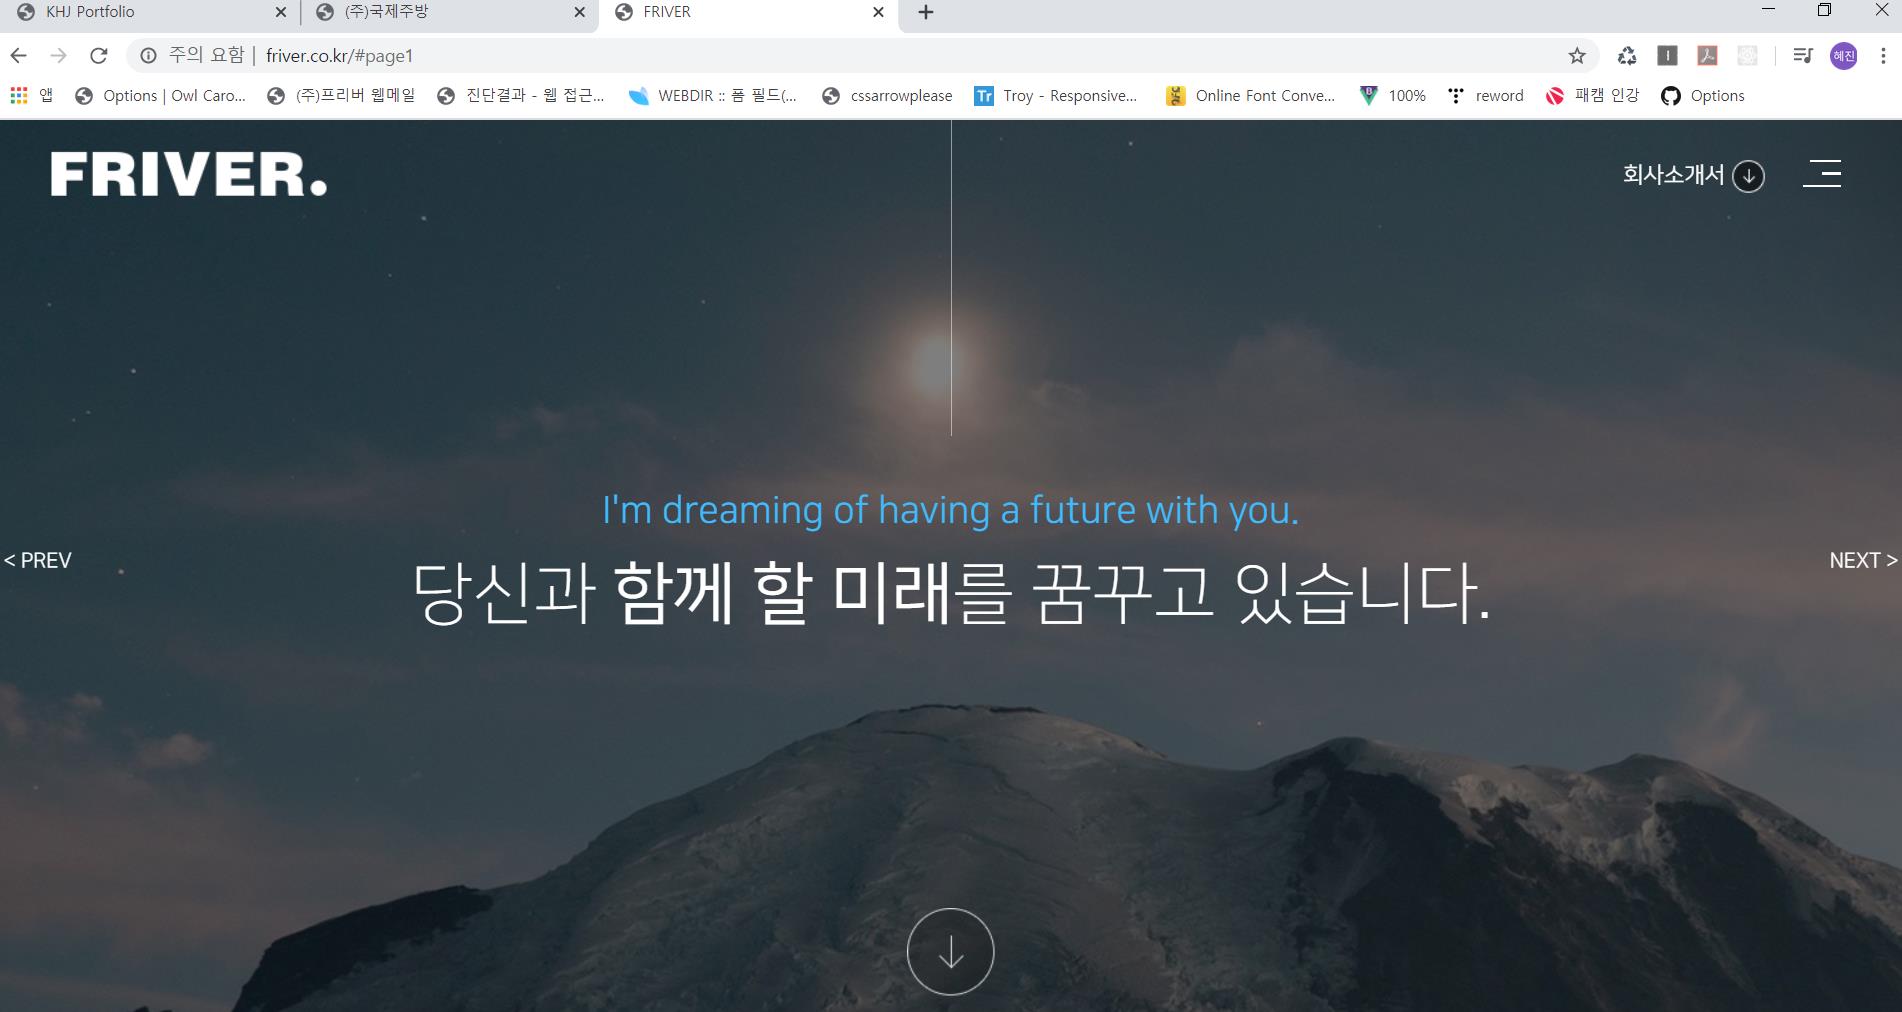 KHJ Portfolio
(주)국제주방
FRIVER
주의 요함 | friver.co.kr/#page1
혜진
앱
Options | Owl Caro...
(주)프리버 웹메일
진단결과 - 웹 접근...
WEBDIR :: 폼 필드(...
cssarrowplease
Tr
Troy - Responsive...
Online Font Conve...
100%
reword
패캠 인강
Options
FRIVER.
회사소개서
I'm dreaming of having a future with you.
< PREV
NEXT >
당신과 함께 할 미래를 꿈꾸고 있습니다.